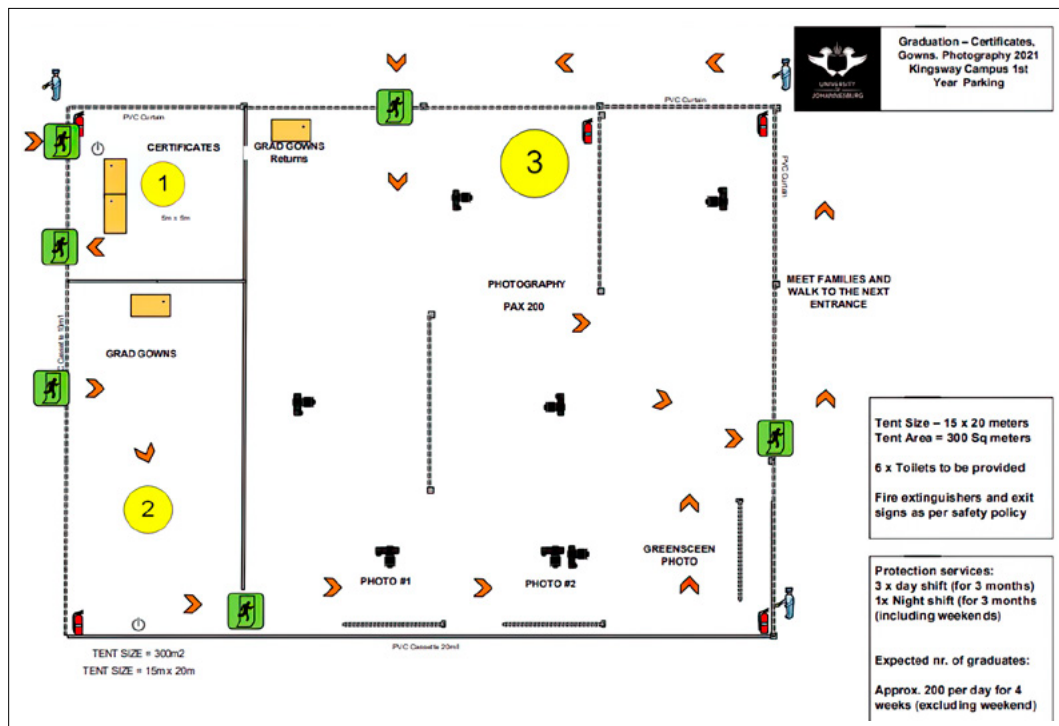 Graduation – Certificates,
Gowns. Photography 2021
Kingsway Campus 1st
Year Parking
UNIVERSITY
OF
JOHANNESBURG
PVC Curtain
PVC Curtain
PVC Curtain
CERTIFICATES
1
5m x 5m
GRAD GOWNS
Returns
3
PHOTOGRAPHY
PAX 200
MEET FAMILIES AND
WALK TO THE NEXT
ENTRANCE
GRAD GOWNS
C Cassette 10m1
2
PHOTO #1
PHOTO #2
GREENSCEEN
PHOTO
PVC Cassette 20m1
TENT SIZE = 300m2
TENT SIZE = 15m x 20m
Tent Size – 15 x 20 meters
Tent Area = 300 Sq meters
6 x Toilets to be provided
Fire extinguishers and exit
signs as per safety policy
Protection services:
3 x day shift (for 3 months)
1x Night shift (for 3 months
(including weekends)
Expected nr. of graduates:
Approx. 200 per day for 4
weeks (excluding weekend)